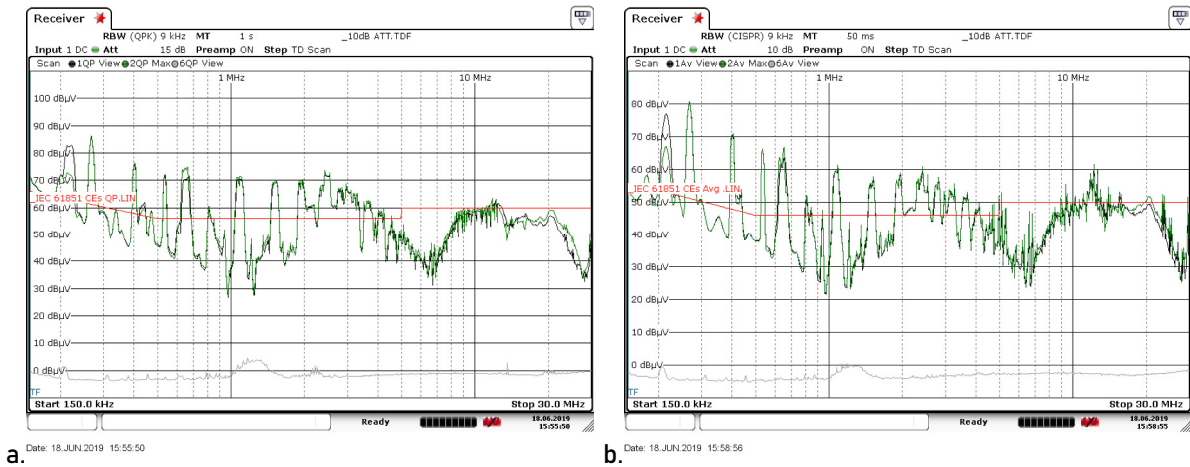 Receiver
RBW (QPK) 9 kHz MT 1 s _10dB ATT.TDF
Input 1 DC Att 15 dB Preamp ON Step TD Scan
Scan 1QP View 2QP Max 6QP View
1 MHz 10 MHz
100 dBµV
90 dBµV
80 dBµV
70 dBµV
_IEC 61851 CEs QP.LIN
60 dBµV
50 dBµV
40 dBµV
30 dBµV
20 dBµV
10 dBµV
0 dBµV
TF
Start 150.0 kHz Stop 30.0 MHz
Ready 18.06.2019
15:55:50
a. Date: 18.JUN.2019 15:55:50
Receiver
RBW (CISPR) 9 kHz MT 50 ms _10dB ATT.TDF
Input 1 DC Att 10 dB Preamp ON Step TD Scan
Scan 1Av View 2Av Max 6Av View
1 MHz 10 MHz
80 dBµV
70 dBµV
60 dBµV
_IEC 61851 CEs Avg .LIN
50 dBµV
40 dBµV
30 dBµV
20 dBµV
10 dBµV
0 dBµV
TF
Start 150.0 kHz Stop 30.0 MHz
Ready 18.06.2019
15:58:55
b. Date: 18.JUN.2019 15:58:56